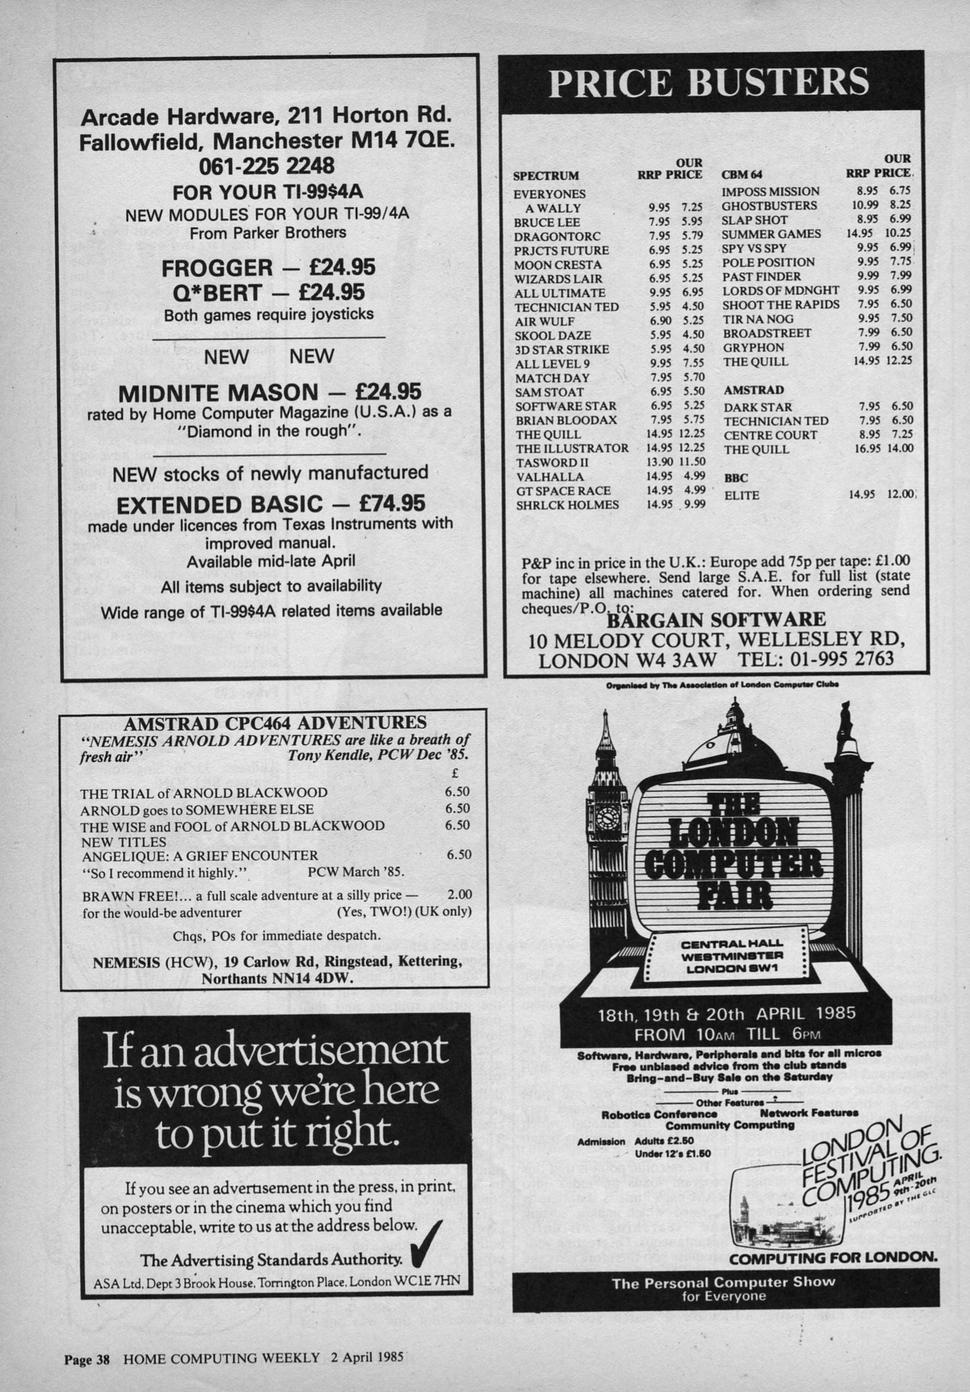 Arcade Hardware, 211 Horton Rd.
Fallowfield, Manchester M14 7QE.
061-225 2248
FOR YOUR TI-99$4A
NEW MODULES FOR YOUR TI-99/4A
From Parker Brothers
FROGGER — £24.95
Q*BERT — £24.95
Both games require joysticks
NEW NEW
MIDNITE MASON — £24.95
rated by Home Computer Magazine (U.S.A.) as a
"Diamond in the rough".
NEW stocks of newly manufactured
EXTENDED BASIC — £74.95
made under licences from Texas Instruments with
improved manual.
Available mid-late April
All items subject to availability
Wide range of TI-99$4A related items available
PRICE BUSTERS
OUR
SPECTRUM RRP PRICE
EVERYONES
A WALLY 9.95 7.25
BRUCE LEE 7.95 5.95
DRAGONTORC 7.95 5.79
PRJCTS FUTURE 6.95 5.25
MOON CRESTA 6.95 5.25
WIZARDS LAIR 6.95 5.25
ALL ULTIMATE 9.95 6.95
TECHNICIAN TED 5.95 4.50
AIR WULF 6.90 5.25
SKOOL DAZE 5.95 4.50
3D STAR STRIKE 5.95 4.50
ALL LEVEL 9 9.95 7.55
MATCH DAY 7.95 5.70
SAM STOAT 6.95 5.50
SOFTWARE STAR 6.95 5.25
BRIAN BLOODAX 7.95 5.75
THE QUILL 14.95 12.25
THE ILLUSTRATOR 14.95 12.25
TASWORD II 13.90 11.50
VALHALLA 14.95 4.99
GT SPACE RACE 14.95 4.99
SHRLCK HOLMES 14.95 9.99
OUR
CBM 64 RRP PRICE
IMPOSS MISSION 8.95 6.75
GHOSTBUSTERS 10.99 8.25
SLAP SHOT 8.95 6.99
SUMMER GAMES 14.95 10.25
SPY VS SPY 9.95 6.99
POLE POSITION 9.95 7.75
PAST FINDER 9.99 7.99
LORDS OF MDNGHT 9.95 6.99
SHOOT THE RAPIDS 7.95 6.50
TIR NA NOG 9.95 7.50
BROADSTREET 7.99 6.50
GRYPHON 7.99 6.50
THE QUILL 14.95 12.25
AMSTRAD
DARK STAR 7.95 6.50
TECHNICIAN TED 7.95 6.50
CENTRE COURT 8.95 7.25
THE QUILL 16.95 14.00
BBC
ELITE 14.95 12.00
P&P inc in price in the U.K.: Europe add 75p per tape: £1.00
for tape elsewhere. Send large S.A.E. for full list (state
machine) all machines catered for. When ordering send
cheques/P.O. to:
BARGAIN SOFTWARE
10 MELODY COURT, WELLESLEY RD,
LONDON W4 3AW TEL: 01-995 2763
AMSTRAD CPC464 ADVENTURES
"NEMESIS ARNOLD ADVENTURES are like a breath of
fresh air" Tony Kendle, PCW Dec '85.
£
THE TRIAL of ARNOLD BLACKWOOD 6.50
ARNOLD goes to SOMEWHERE ELSE 6.50
THE WISE and FOOL of ARNOLD BLACKWOOD 6.50
NEW TITLES
ANGELIQUE: A GRIEF ENCOUNTER 6.50
"So I recommend it highly." PCW March '85.
BRAWN FREE!... a full scale adventure at a silly price — 2.00
for the would-be adventurer (Yes, TWO!) (UK only)
Chqs, POs for immediate despatch.
NEMESIS (HCW), 19 Carlow Rd, Ringstead, Kettering,
Northants NN14 4DW.
If an advertisement
is wrong we're here
to put it right.
If you see an advertisement in the press, in print,
on posters or in the cinema which you find
unacceptable, write to us at the address below.
The Advertising Standards Authority.
ASA Ltd, Dept 3 Brook House, Torrington Place, London WC1E 7HN
Organised by The Association of London Computer Clubs
THE
LONDON
COMPUTER
FAIR
CENTRAL HALL
WESTMINSTER
LONDON SW1
18th, 19th & 20th APRIL 1985
FROM 10AM TILL 6PM
Software, Hardware, Peripherals and bits for all micros
Free unbiased advice from the club stands
Bring-and-Buy Sale on the Saturday
Plus
Other Features
Robotics Conference Network Features
Community Computing
Admission Adults £2.50
Under 12's £1.50
LONDON
FESTIVAL OF
COMPUTING.
1985 APRIL
9th-20th
SUPPORTED BY THE GLC
COMPUTING FOR LONDON.
The Personal Computer Show
for Everyone
Page 38 HOME COMPUTING WEEKLY 2 April 1985